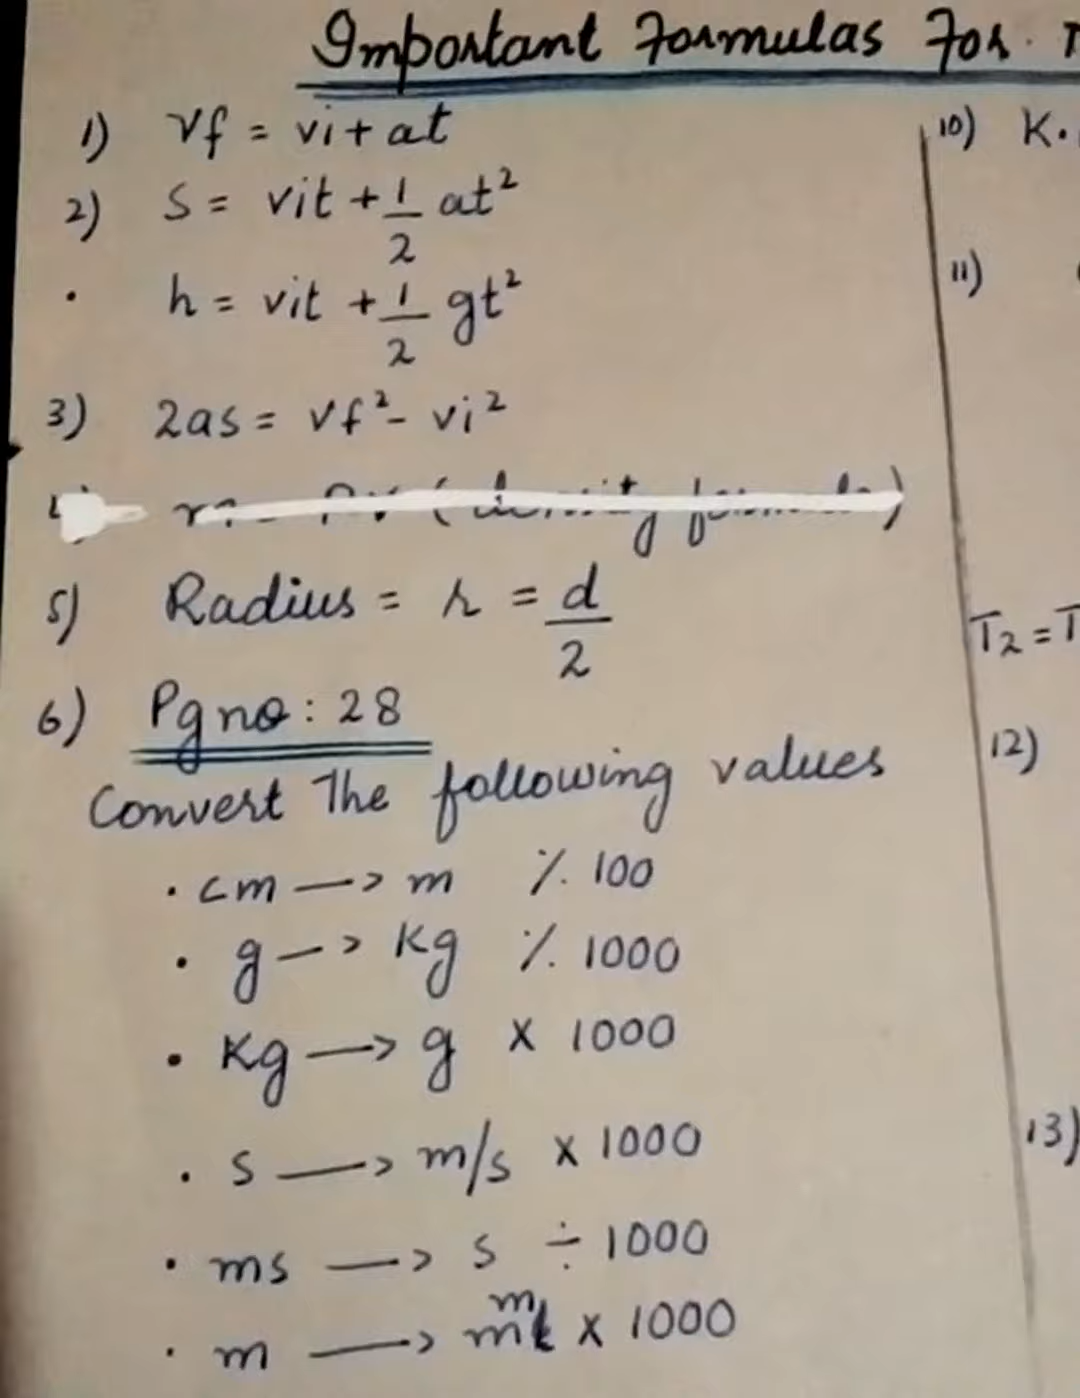 Important Formulas For.
1) vf = vi + at
2) S = vit + 1/2 at²
• h = vit + 1/2 gt²
3) 2as = vf² - vi²
(density formula)
5) Radius = r = d/2
6) Pg no: 28
Convert The following values
• cm → m ⁒ 100
• g → kg ⁒ 1000
• Kg → g × 1000
• s → m/s × 1000
• ms → s ÷ 1000
• m → mm × 1000
10) K.
11)
T₂ = T
12)
13)